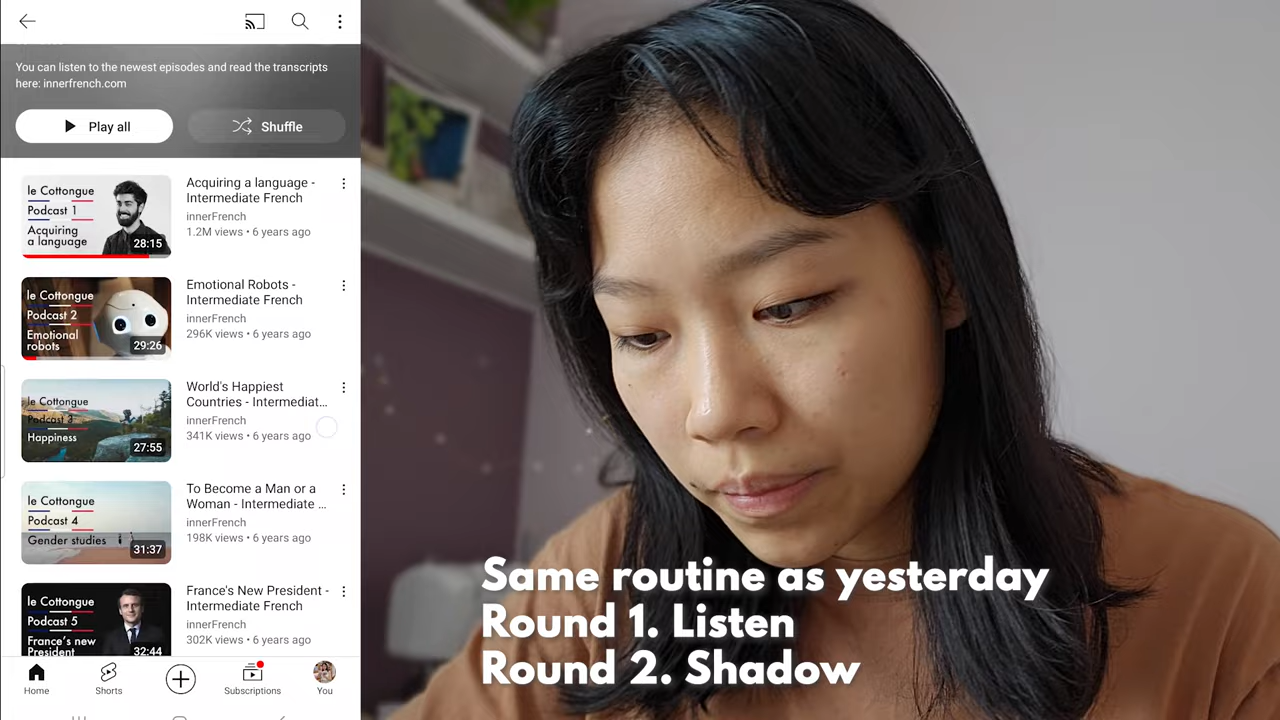 You can listen to the newest episodes and read the transcripts
here: innerfrench.com
Play all
Shuffle
le Cottongue
Podcast 1
Acquiring
a language
28:15
Acquiring a language -
Intermediate French
innerFrench
1.2M views • 6 years ago
le Cottongue
Podcast 2
Emotional
robots
29:26
Emotional Robots -
Intermediate French
innerFrench
296K views • 6 years ago
le Cottongue
Podcast 3
Happiness
27:55
World's Happiest
Countries - Intermediat...
innerFrench
341K views • 6 years ago
le Cottongue
Podcast 4
Gender studies
31:37
To Become a Man or a
Woman - Intermediate ...
innerFrench
198K views • 6 years ago
le Cottongue
Podcast 5
France's new
President
32:44
France's New President -
Intermediate French
innerFrench
302K views • 6 years ago
Home
Shorts
Subscriptions
You
Same routine as yesterday
Round 1. Listen
Round 2. Shadow